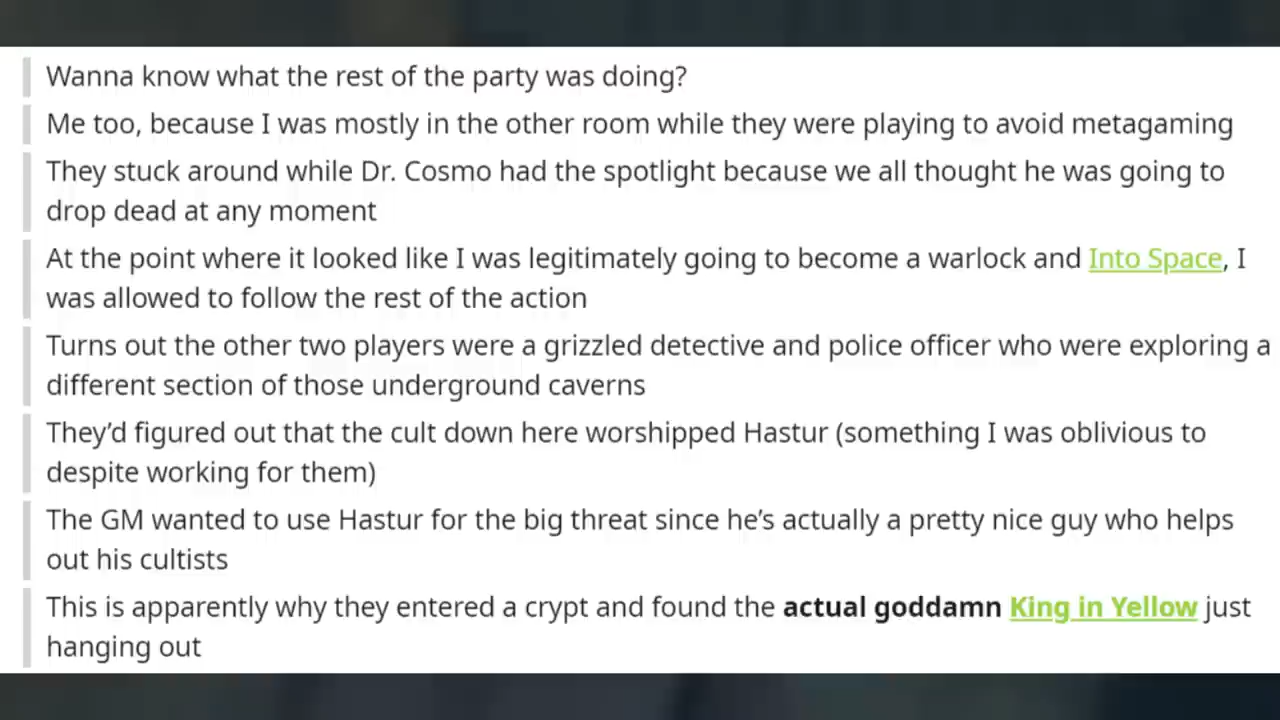 Wanna know what the rest of the party was doing?
Me too, because I was mostly in the other room while they were playing to avoid metagaming
They stuck around while Dr. Cosmo had the spotlight because we all thought he was going to
drop dead at any moment
At the point where it looked like I was legitimately going to become a warlock and Into Space, I
was allowed to follow the rest of the action
Turns out the other two players were a grizzled detective and police officer who were exploring a
different section of those underground caverns
They’d figured out that the cult down here worshipped Hastur (something I was oblivious to
despite working for them)
The GM wanted to use Hastur for the big threat since he’s actually a pretty nice guy who helps
out his cultists
This is apparently why they entered a crypt and found the actual goddamn King in Yellow just
hanging out